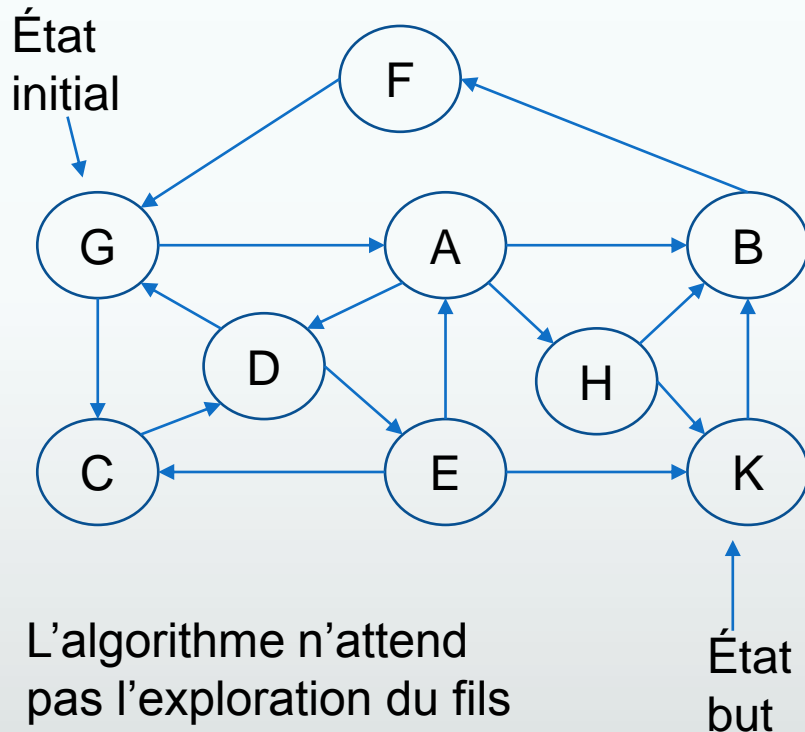 État
initial
F
G
A
B
D
H
C
E
K
L'algorithme n'attend
pas l'exploration du fils
État
but